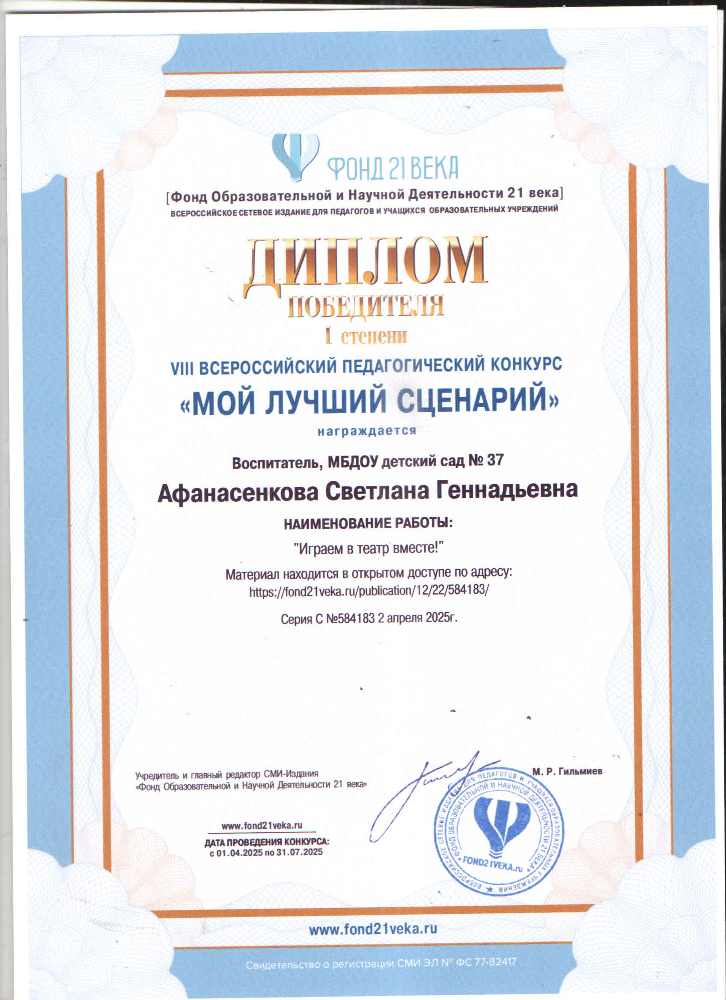 ФОНД 21 ВЕКА
[Фонд Образовательной и Научной Деятельности 21 века]
ВСЕРОССИЙСКОЕ СЕТЕВОЕ ИЗДАНИЕ ДЛЯ ПЕДАГОГОВ И УЧАЩИХСЯ ОБРАЗОВАТЕЛЬНЫХ УЧРЕЖДЕНИЙ
ДИПЛОМ
ПОБЕДИТЕЛЯ
I степени
VIII ВСЕРОССИЙСКИЙ ПЕДАГОГИЧЕСКИЙ КОНКУРС
«МОЙ ЛУЧШИЙ СЦЕНАРИЙ»
награждается
Воспитатель, МБДОУ детский сад № 37
Афанасенкова Светлана Геннадьевна
НАИМЕНОВАНИЕ РАБОТЫ:
"Играем в театр вместе!"
Материал находится в открытом доступе по адресу:
https://fond21veka.ru/publication/12/22/584183/
Серия С №584183 2 апреля 2025г.
Учредитель и главный редактор СМИ-Издания
«Фонд Образовательной и Научной Деятельности 21 века»
М. Р. Гильмиев
www.fond21veka.ru
ДАТА ПРОВЕДЕНИЯ КОНКУРСА:
с 01.04.2025 по 31.07.2025
ВСЕРОССИЙСКОЕ СЕТЕВОЕ ИЗДАНИЕ ДЛЯ ПЕДАГОГОВ И УЧАЩИХСЯ ОБРАЗОВАТЕЛЬНЫХ УЧРЕЖДЕНИЙ
ФОНД ОБРАЗОВАТЕЛЬНОЙ И НАУЧНОЙ ДЕЯТЕЛЬНОСТИ 21 ВЕКА
FOND21VEKA.ru
www.fond21veka.ru
Свидетельство о регистрации СМИ ЭЛ № ФС 77-82417